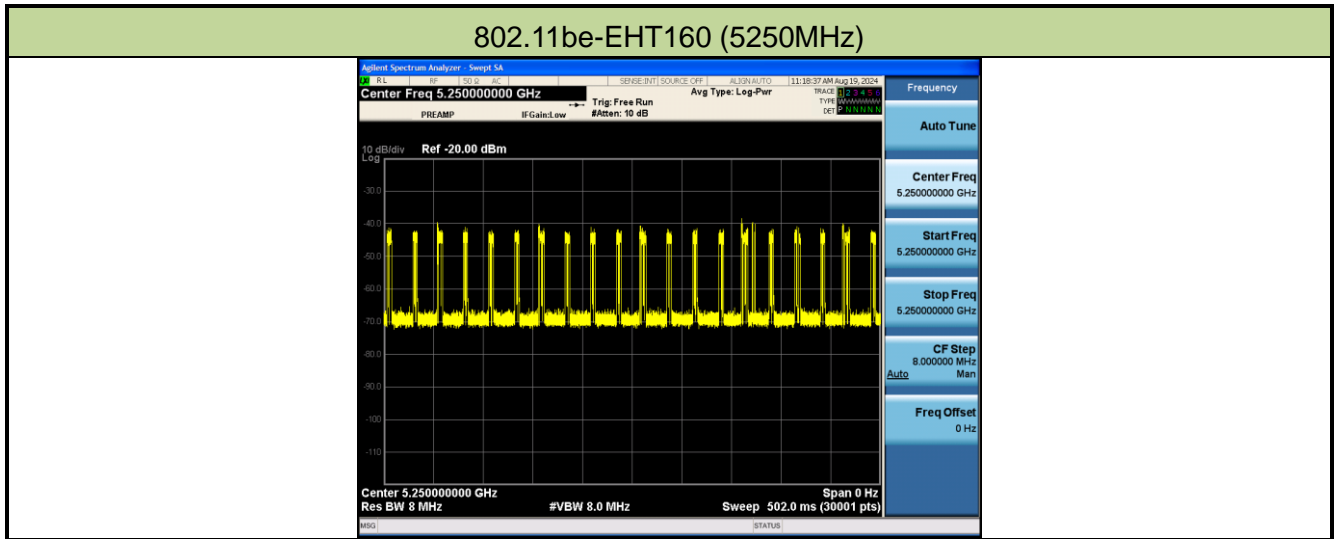 802.11be-EHT160 (5250MHz)
Agilent Spectrum Analyzer - Swept SA
RL RF 50 Ω AC SENSE:INT SOURCE OFF ALIGN AUTO 11:18:37 AM Aug 19, 2024
Center Freq 5.250000000 GHz
PREAMP IFGain:Low
Trig: Free Run
#Atten: 10 dB
Avg Type: Log-Pwr
TRACE 1 2 3 4 5 6
TYPE
DET P N N N N N
10 dB/div Ref -20.00 dBm
Log
-30.0
-40.0
-50.0
-60.0
-70.0
-80.0
-90.0
-100
-110
Center 5.250000000 GHz Span 0 Hz
Res BW 8 MHz #VBW 8.0 MHz Sweep 502.0 ms (30001 pts)
MSG STATUS
Frequency
Auto Tune
Center Freq
5.250000000 GHz
Start Freq
5.250000000 GHz
Stop Freq
5.250000000 GHz
CF Step
8.000000 MHz
Auto Man
Freq Offset
0 Hz